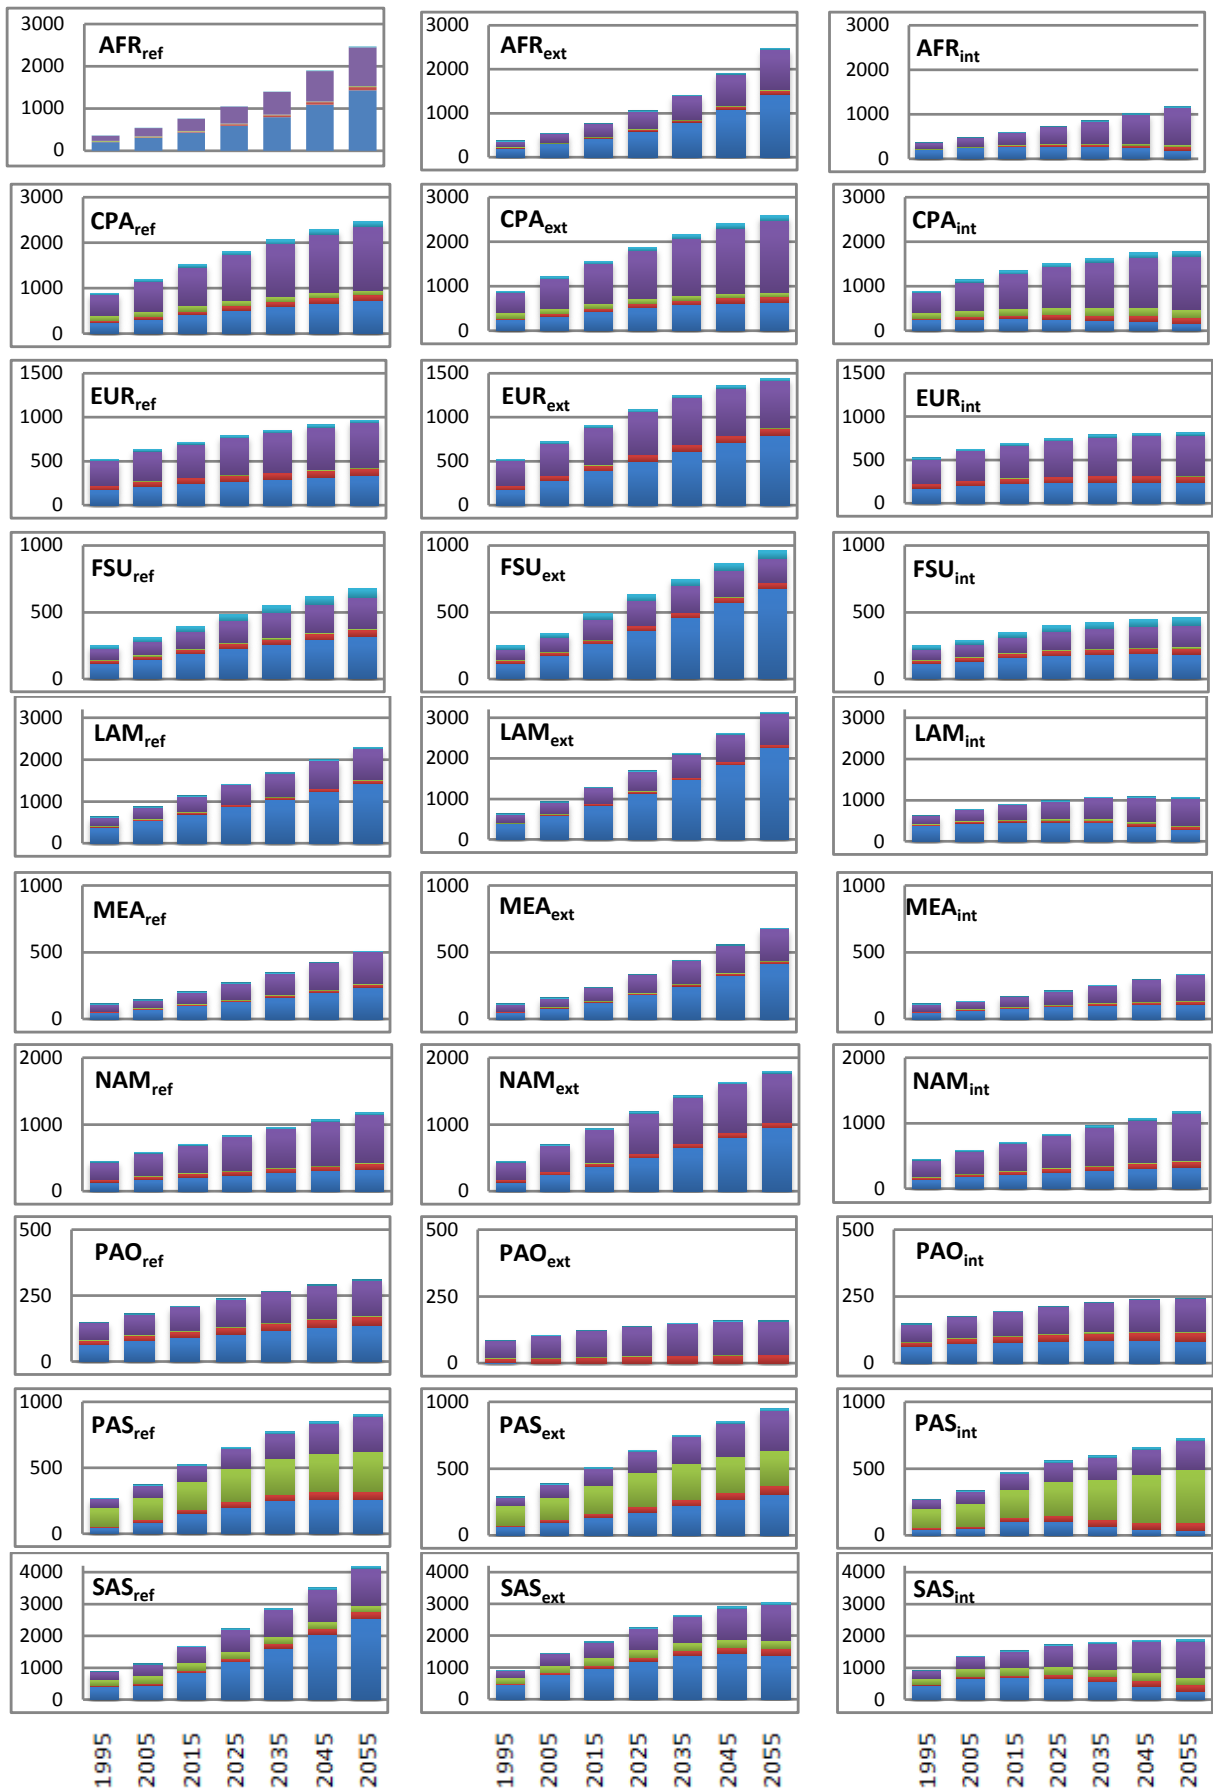 3000 3000 3000
AFRref AFRext AFRint
2000 2000 2000
1000 1000 1000
0 0 0
3000 3000 3000
CPAref CPAext CPAint
2000 2000 2000
1000 1000 1000
0 0 0
1500 1500 1500
EURref EURext EURint
1000 1000 1000
500 500 500
0 0 0
1000 1000 1000
FSUref FSUext FSUint
500 500 500
0 0 0
3000 3000 3000
LAMref LAMext LAMint
2000 2000 2000
1000 1000 1000
0 0 0
1000 1000 1000
MEAref MEAext MEAint
500 500 500
0 0 0
2000 2000 2000
NAMref NAMext NAMint
1000 1000 1000
0 0 0
500 500 500
PAOref PAOext PAOint
250 250 250
0 0 0
1000 1000 1000
PASref PASext PASint
500 500 500
0 0 0
4000 4000 4000
SASref SASext SASint
3000 3000 3000
2000 2000 2000
1000 1000 1000
0 0 0
1995 2005 2015 2025 2035 2045 2055 1995 2005 2015 2025 2035 2045 2055 1995 2005 2015 2025 2035 2045 2055